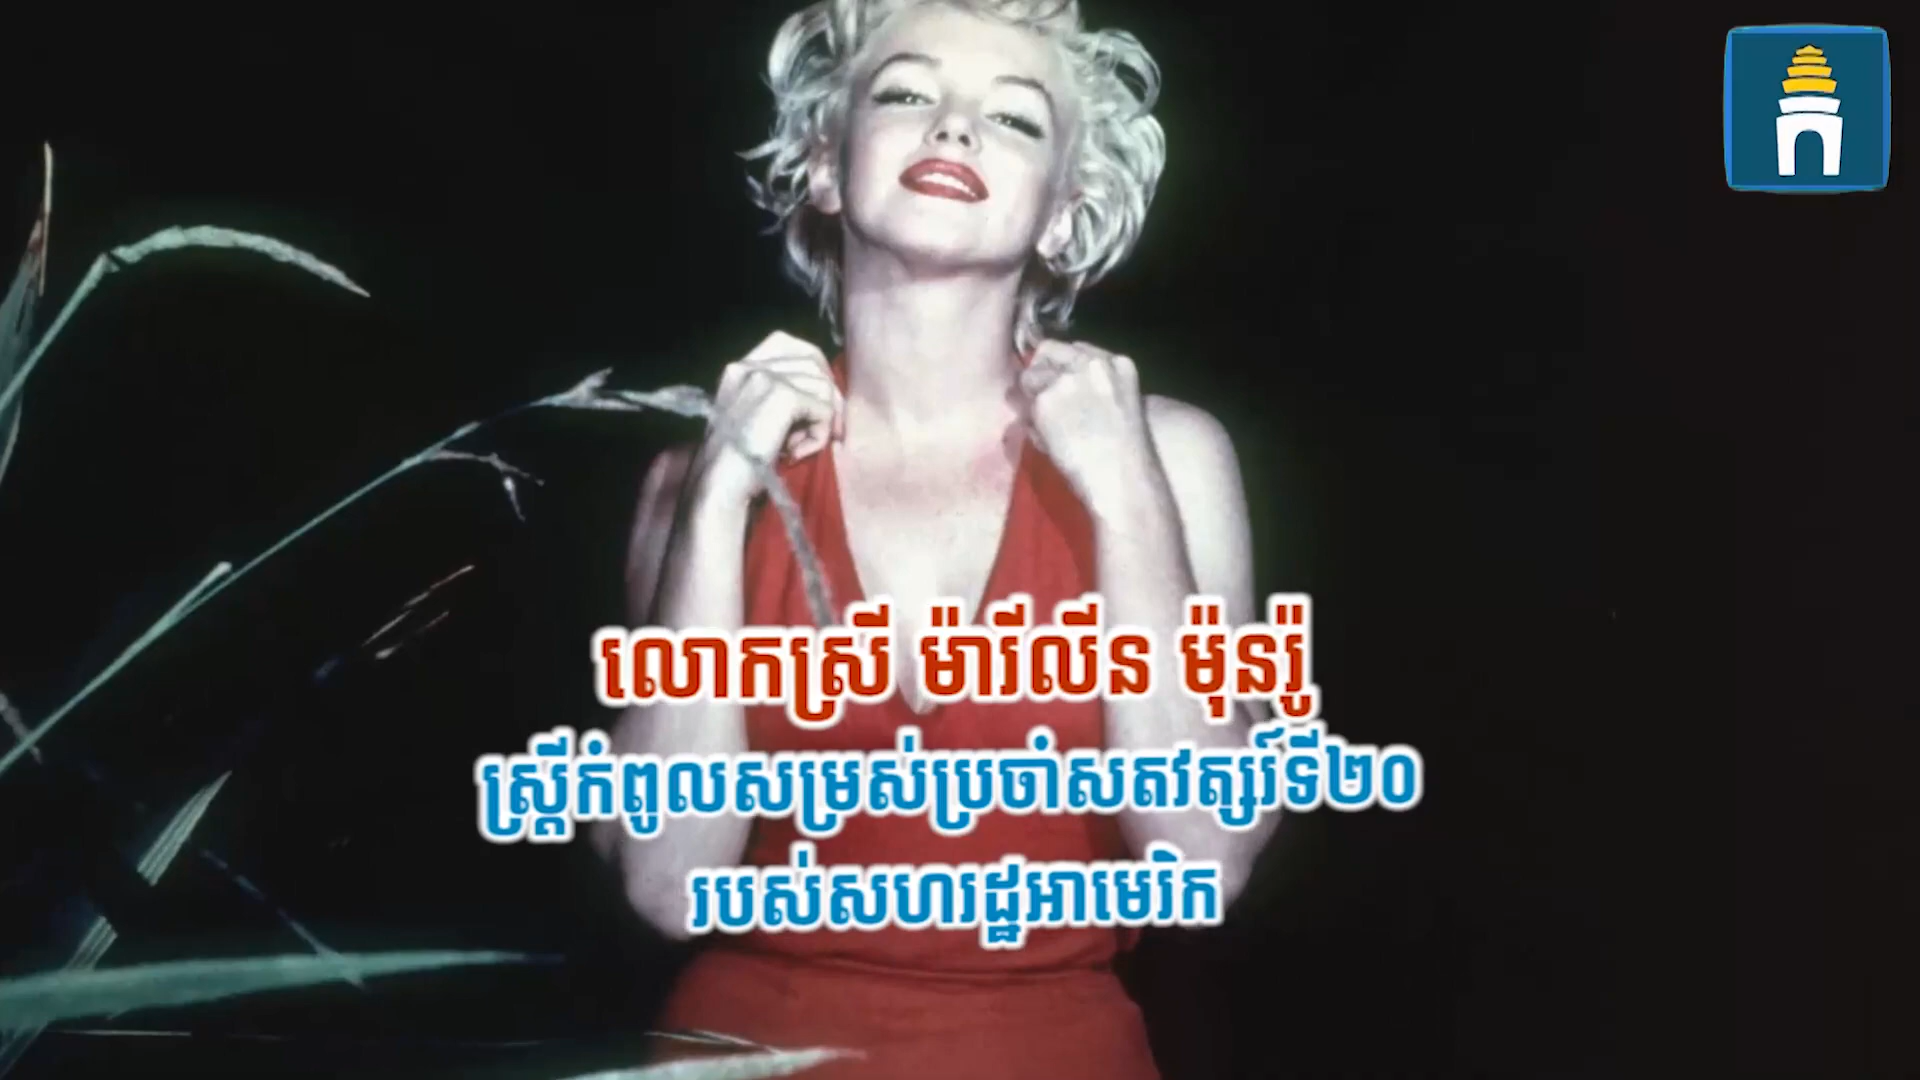 លោកស្រី ម៉ារីលីន ម៉ុនរ៉ូ
ស្ត្រីកំពូលសម្រស់ប្រចាំសតវត្សរ៍ទី២០
របស់សហរដ្ឋអាមេរិក